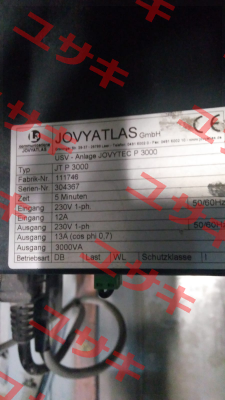 ユサキ
JOVYATLAS GmbH
USV - Anlage JOVYTEC P 3000
Typ JT P 3000
Fabrik-Nr 111746
Serien-Nr 304367
Zeit 5 Minuten
Eingang 230V 1-ph 50/60Hz
Eingang 12A
Ausgang 230V 1-ph 50/60Hz
Ausgang 13A (cos phi 0.7)
Ausgang 3000VA
Betriebsart DB Last WL Schutzklasse I
ユサキ
ユサキ